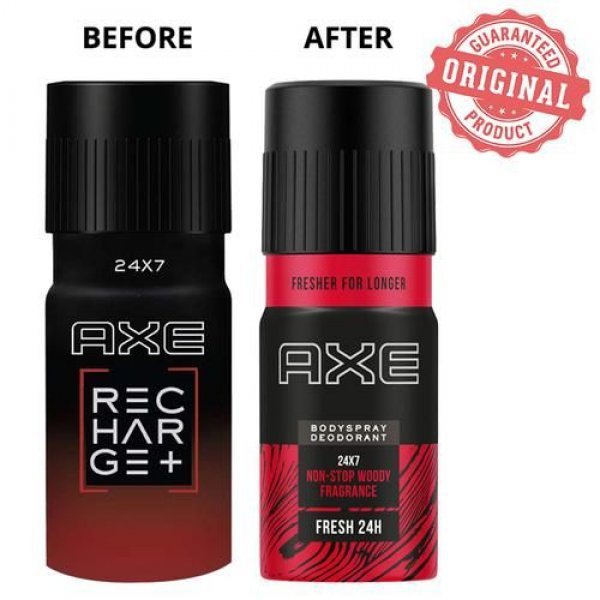 BEFORE
AFTER
GUARANTEED
ORIGINAL
PRODUCT
24X7
AXE
REC
HAR
GE+
FRESHER FOR LONGER
AXE
BODYSPRAY
DEODORANT
24X7
NON-STOP WOODY
FRAGRANCE
FRESH 24H